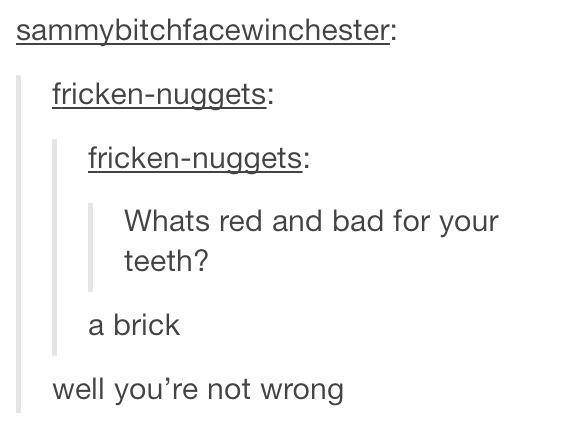 sammybitchfacewinchester:
fricken-nuggets:
fricken-nuggets:
Whats red and bad for your
teeth?
a brick
well you’re not wrong